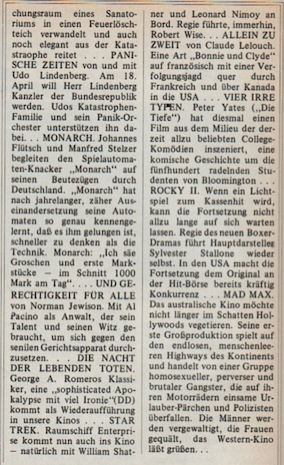 chungsraum eines Sanato-
riums in einen Feuerlösch-
teich verwandelt und auch
noch elegant aus der Kata-
strophe reitet . . . . PANI-
SCHE ZEITEN von und mit
Udo Lindenberg. Am 18.
April will Herr Lindenberg
Kanzler der Bundesrepublik
werden. Udos Katastrophen-
Familie und sein Panik-Or-
chester unterstützen ihn da-
bei . . . MONARCH. Johannes
Flütsch und Manfred Stelzer
begleiten den Spielautoma-
ten-Knacker „Monarch" auf
seinen Beutezügen durch
Deutschland. „Monarch" hat
nach jahrelanger, zäher Aus-
einandersetzung seine Auto-
maten so genau kennenge-
lernt, daß es ihm gelungen ist,
schneller zu denken als die
Technik. Monarch: „Ich säe
Groschen und ernte Mark-
stücke – im Schnitt 1000
Mark am Tag" . . . . UND GE-
RECHTIGKEIT FÜR ALLE
von Norman Jewison. Mit Al
Pacino als Anwalt, der sein
Talent und seinen Witz ge-
braucht, um sich gegen den
senilen Gerichtsapparat durch-
zusetzen. . . . DIE NACHT
DER LEBENDEN TOTEN.
George A. Romeros Klassi-
ker, eine „sophisticated Apo-
kalypse mit viel Ironie"(DD)
kommt als Wiederaufführung
in unsere Kinos . . . STAR
TREK. Raumschiff Enterpri-
se kommt nun auch ins Kino
– natürlich mit William Shat-
ner und Leonard Nimoy an
Bord. Regie führte, immerhin,
Robert Wise. . . . ALLEIN ZU
ZWEIT von Claude Lelouch.
Eine Art „Bonnie und Clyde"
auf französisch mit einer Ver-
folgungsjagd quer durch
Frankreich und über Kanada
in die USA . . . VIER IRRE
TYPEN. Peter Yates („Die
Tiefe") hat diesmal einen
Film aus dem Milieu der der-
zeit allzu beliebten College-
Komödien inszeniert, eine
komische Geschichte um die
fünfhundert radelnden Stu-
denten von Bloomington . . .
ROCKY II. Wenn ein Licht-
spiel zum Kassenhit wird,
kann die Fortsetzung nicht
allzu lange auf sich warten
lassen. Regie des neuen Boxer-
Dramas führt Hauptdarsteller
Sylvester Stallone wieder
selbst. In den USA macht die
Fortsetzung dem Original an
der Hit-Börse bereits kräftig
Konkurrenz . . . . MAD MAX.
Das australische Kino möchte
nicht länger im Schatten Holly-
woods vegetieren. Seine er-
ste Großproduktion spielt auf
den endlosen, menschenlee-
ren Highways des Kontinents
und handelt von einer Gruppe
homosexueller, perverser und
brutaler Gangster, die auf ih-
ren Motorrädern einsame Ur-
lauber-Pärchen und Polizisten
überfallen. Die Männer wer-
den vergewaltigt, die Frauen
gequält, das Western-Kino
läßt grüßen. . .